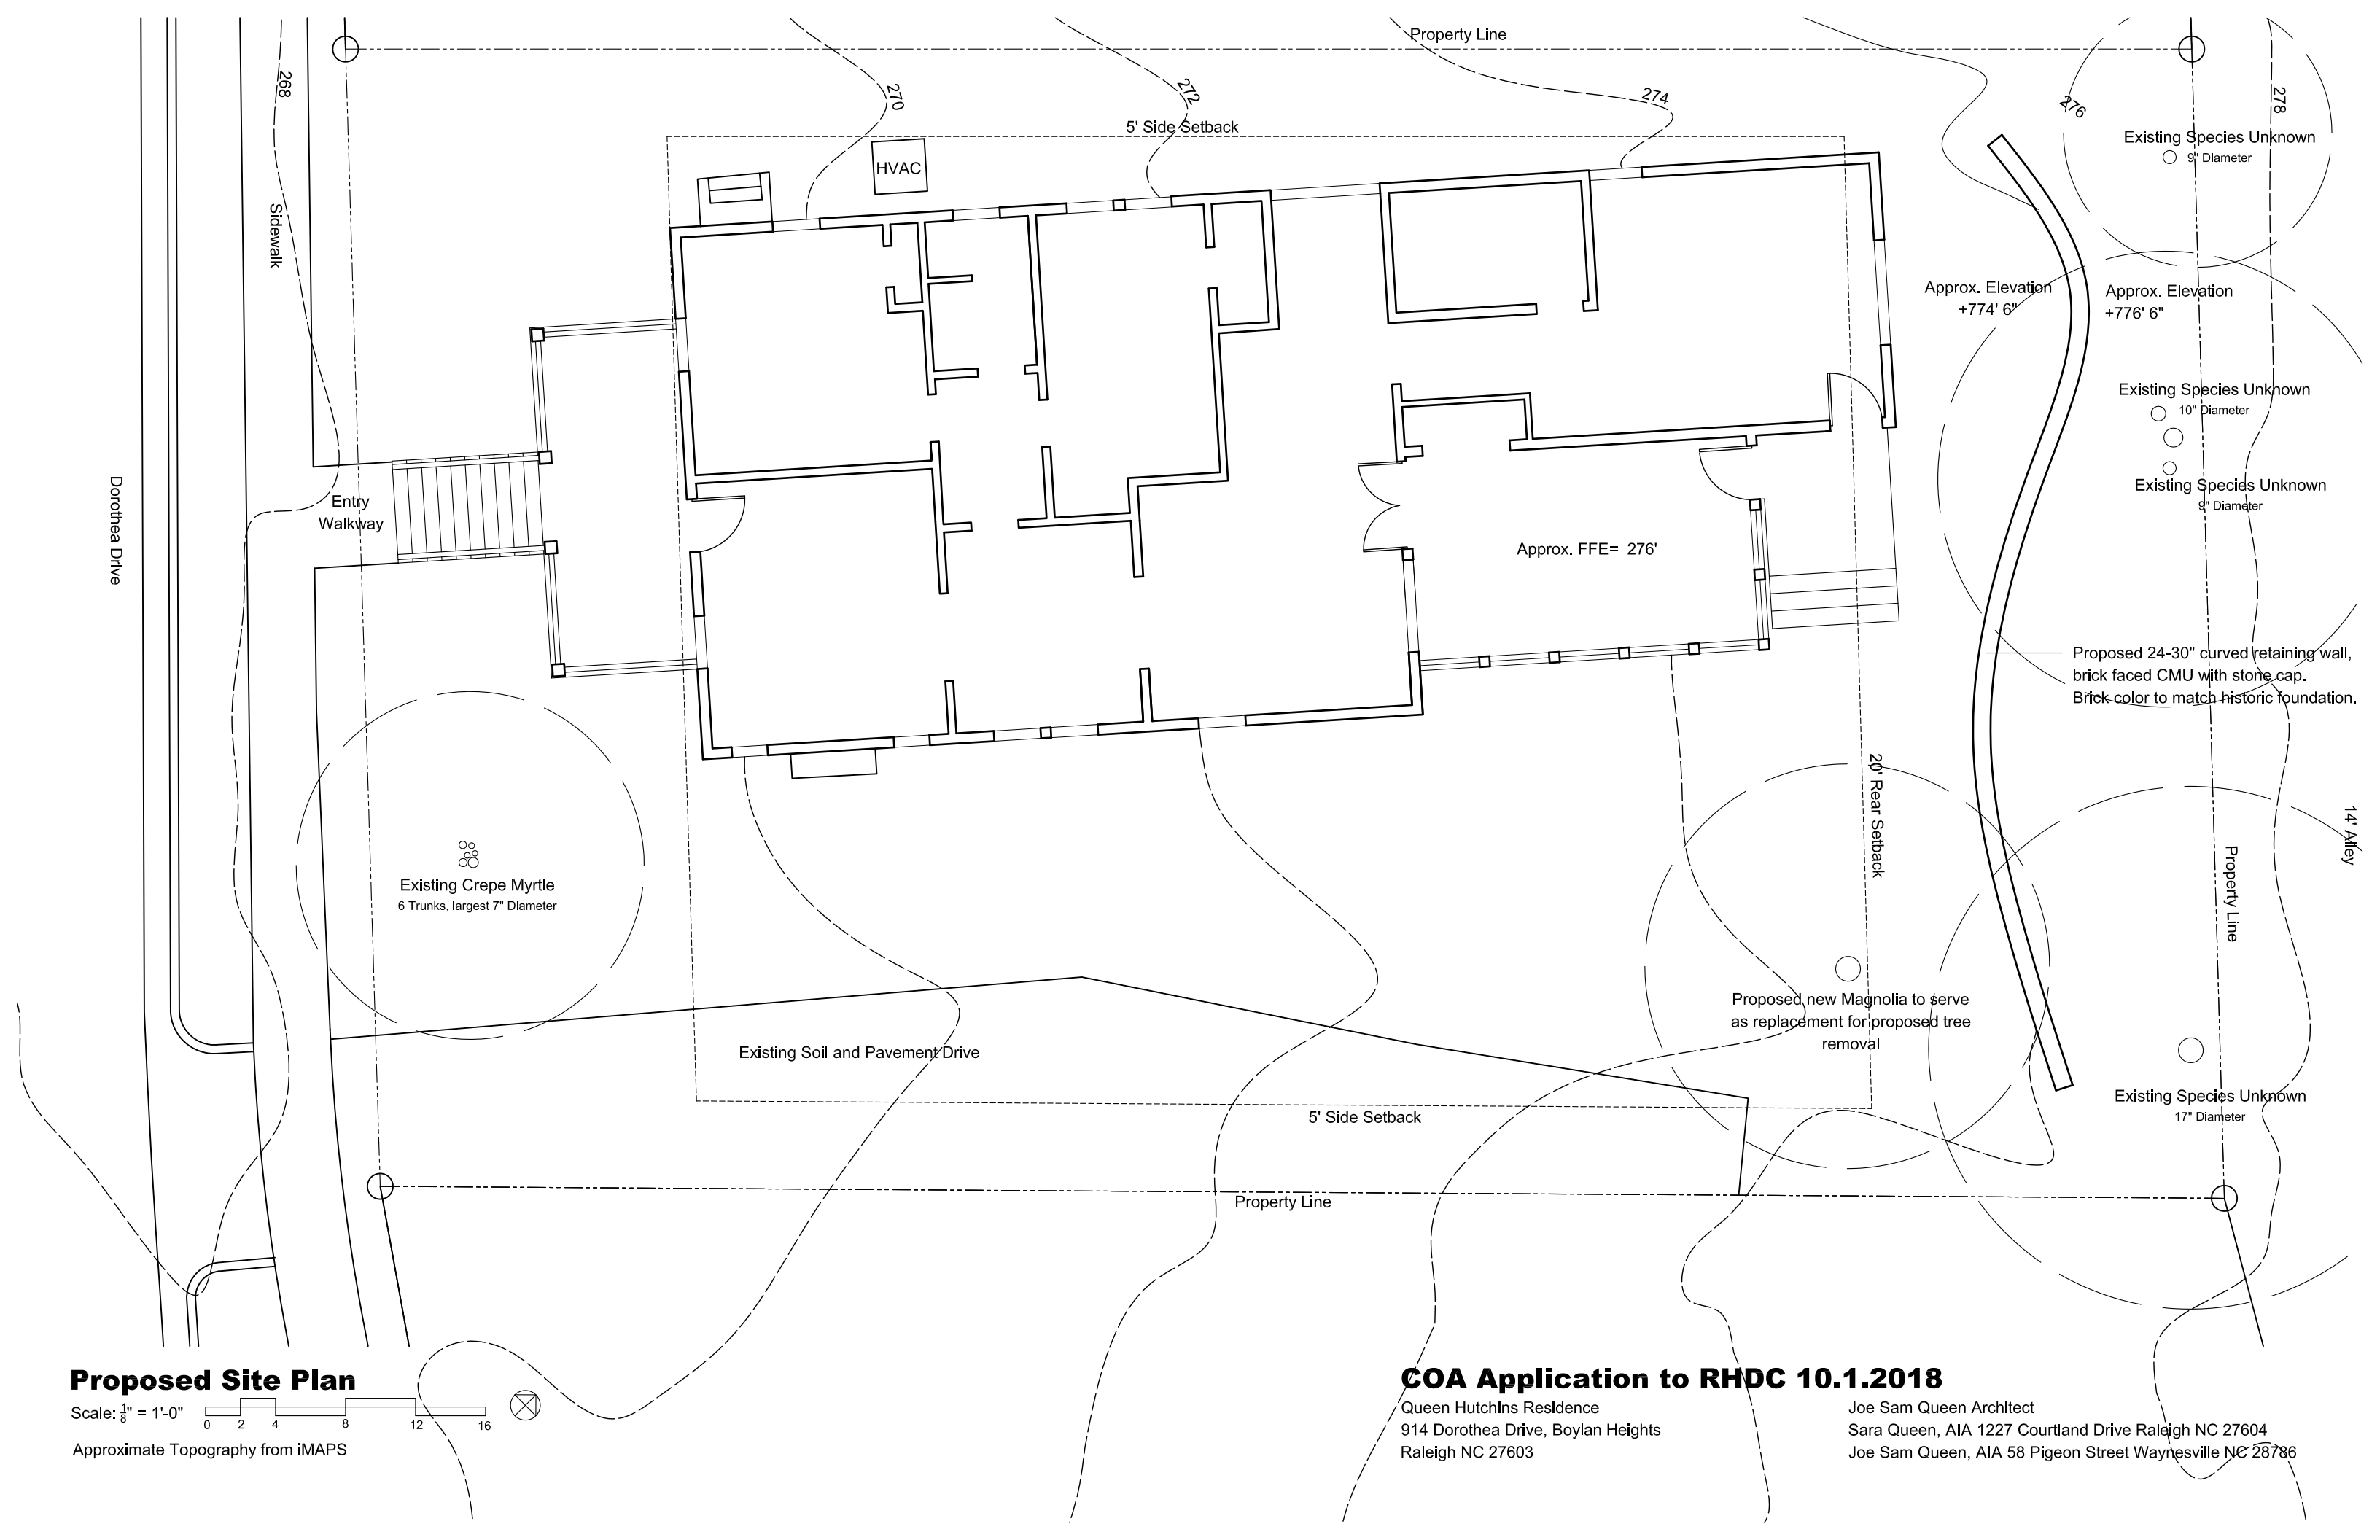 Property Line
268
270
272
274
276
278
5' Side Setback
HVAC
Existing Species Unknown
9" Diameter
Sidewalk
Approx. Elevation
+774' 6"
Approx. Elevation
+776' 6"
Existing Species Unknown
10" Diameter
Existing Species Unknown
9" Diameter
Dorothea Drive
Entry
Walkway
Approx. FFE= 276'
Proposed 24-30" curved retaining wall,
brick faced CMU with stone cap.
Brick color to match historic foundation.
20' Rear Setback
14' Alley
Property Line
Existing Crepe Myrtle
6 Trunks, largest 7" Diameter
Proposed new Magnolia to serve
as replacement for proposed tree
removal
Existing Soil and Pavement Drive
Existing Species Unknown
17" Diameter
5' Side Setback
Property Line
Proposed Site Plan
Scale: 1/8" = 1'-0"
0 2 4 8 12 16
Approximate Topography from iMAPS
COA Application to RHDC 10.1.2018
Queen Hutchins Residence
914 Dorothea Drive, Boylan Heights
Raleigh NC 27603
Joe Sam Queen Architect
Sara Queen, AIA 1227 Courtland Drive Raleigh NC 27604
Joe Sam Queen, AIA 58 Pigeon Street Waynesville NC 28786